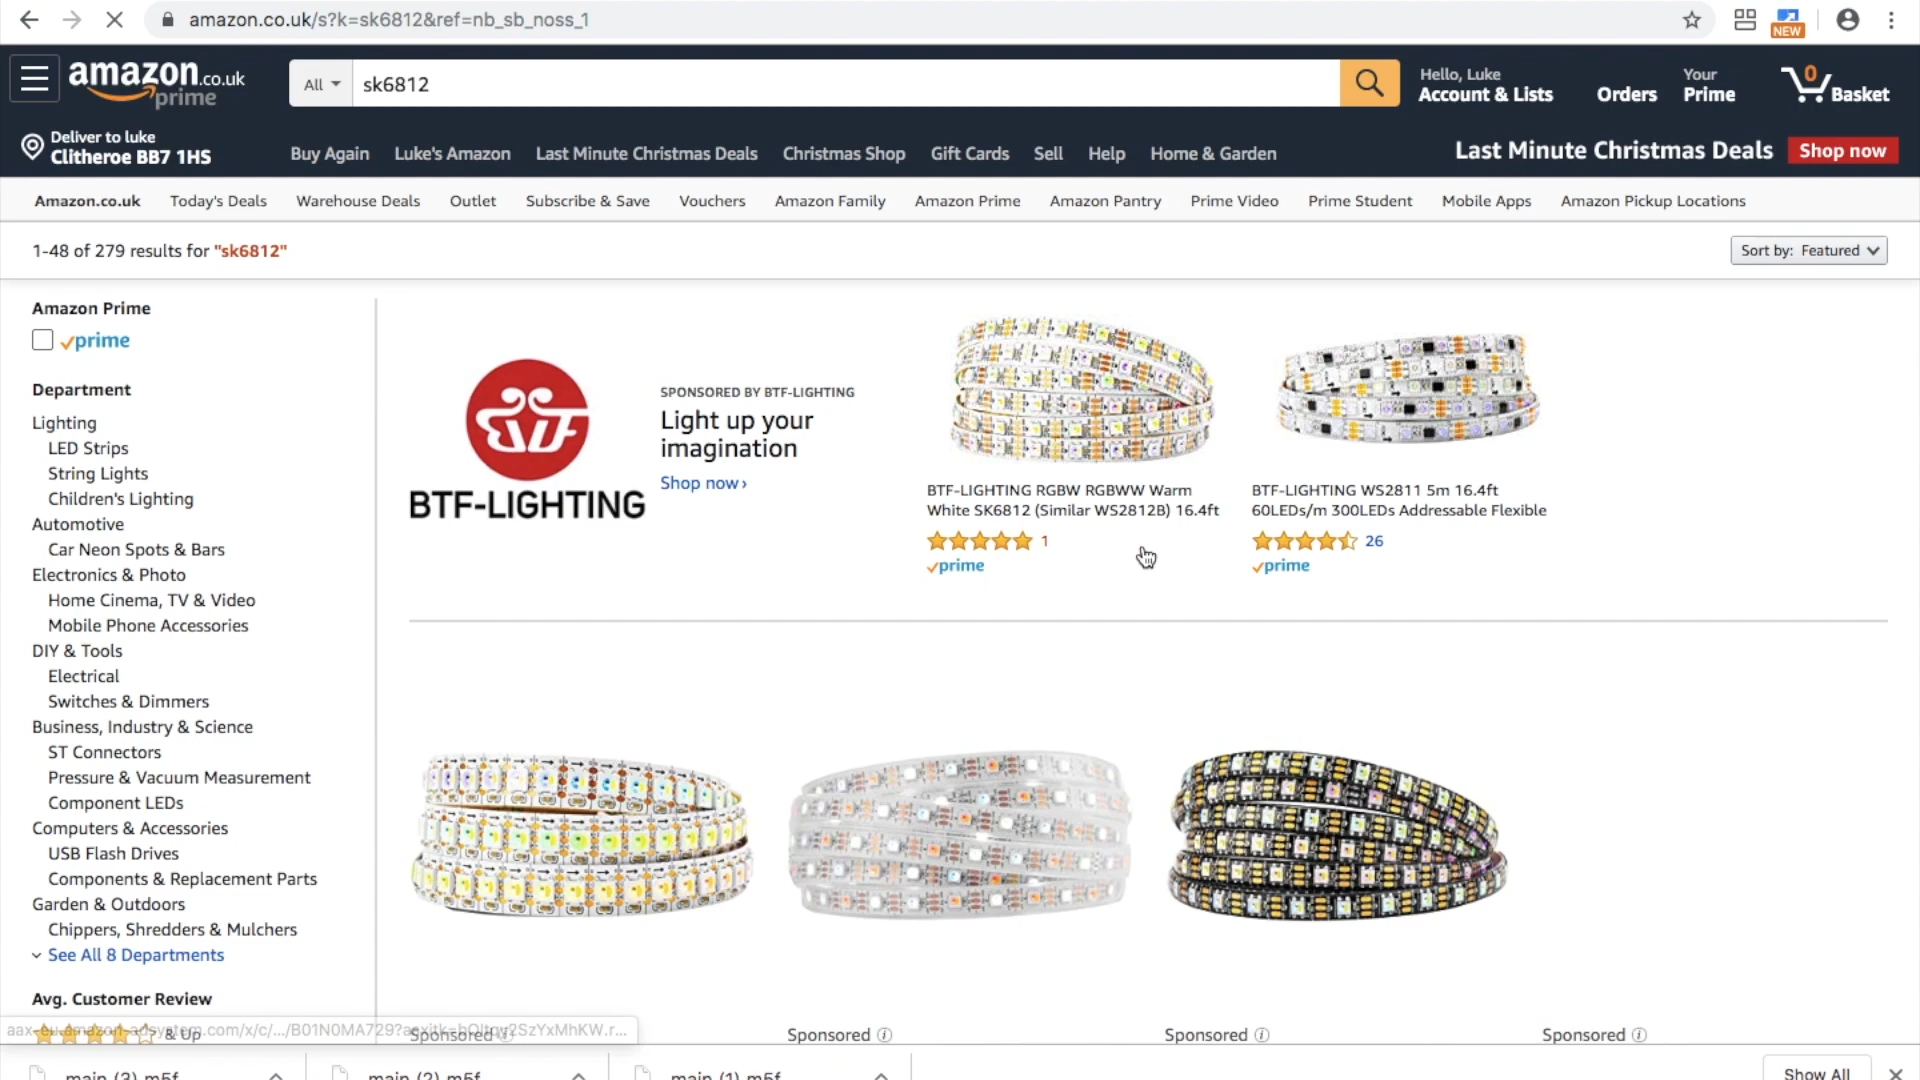 amazon.co.uk/s?k=sk6812&ref=nb_sb_noss_1
NEW
amazon.co.uk
prime
All
sk6812
Hello, Luke
Account & Lists
Orders
Your
Prime
0
Basket
Deliver to luke
Clitheroe BB7 1HS
Buy Again
Luke's Amazon
Last Minute Christmas Deals
Christmas Shop
Gift Cards
Sell
Help
Home & Garden
Last Minute Christmas Deals
Shop now
Amazon.co.uk
Today's Deals
Warehouse Deals
Outlet
Subscribe & Save
Vouchers
Amazon Family
Amazon Prime
Amazon Pantry
Prime Video
Prime Student
Mobile Apps
Amazon Pickup Locations
1-48 of 279 results for "sk6812"
Sort by: Featured
Amazon Prime
prime
Department
Lighting
LED Strips
String Lights
Children's Lighting
Automotive
Car Neon Spots & Bars
Electronics & Photo
Home Cinema, TV & Video
Mobile Phone Accessories
DIY & Tools
Electrical
Switches & Dimmers
Business, Industry & Science
ST Connectors
Pressure & Vacuum Measurement
Component LEDs
Computers & Accessories
USB Flash Drives
Components & Replacement Parts
Garden & Outdoors
Chippers, Shredders & Mulchers
See All 8 Departments
Avg. Customer Review
& Up
BTF-LIGHTING
SPONSORED BY BTF-LIGHTING
Light up your
imagination
Shop now›
BTF-LIGHTING RGBW RGBWW Warm
White SK6812 (Similar WS2812B) 16.4ft
1
prime
BTF-LIGHTING WS2811 5m 16.4ft
60LEDs/m 300LEDs Addressable Flexible
26
prime
Sponsored
Sponsored
Sponsored
Sponsored
main (3).m5f
main (2).m5f
main (1).m5f
Show All